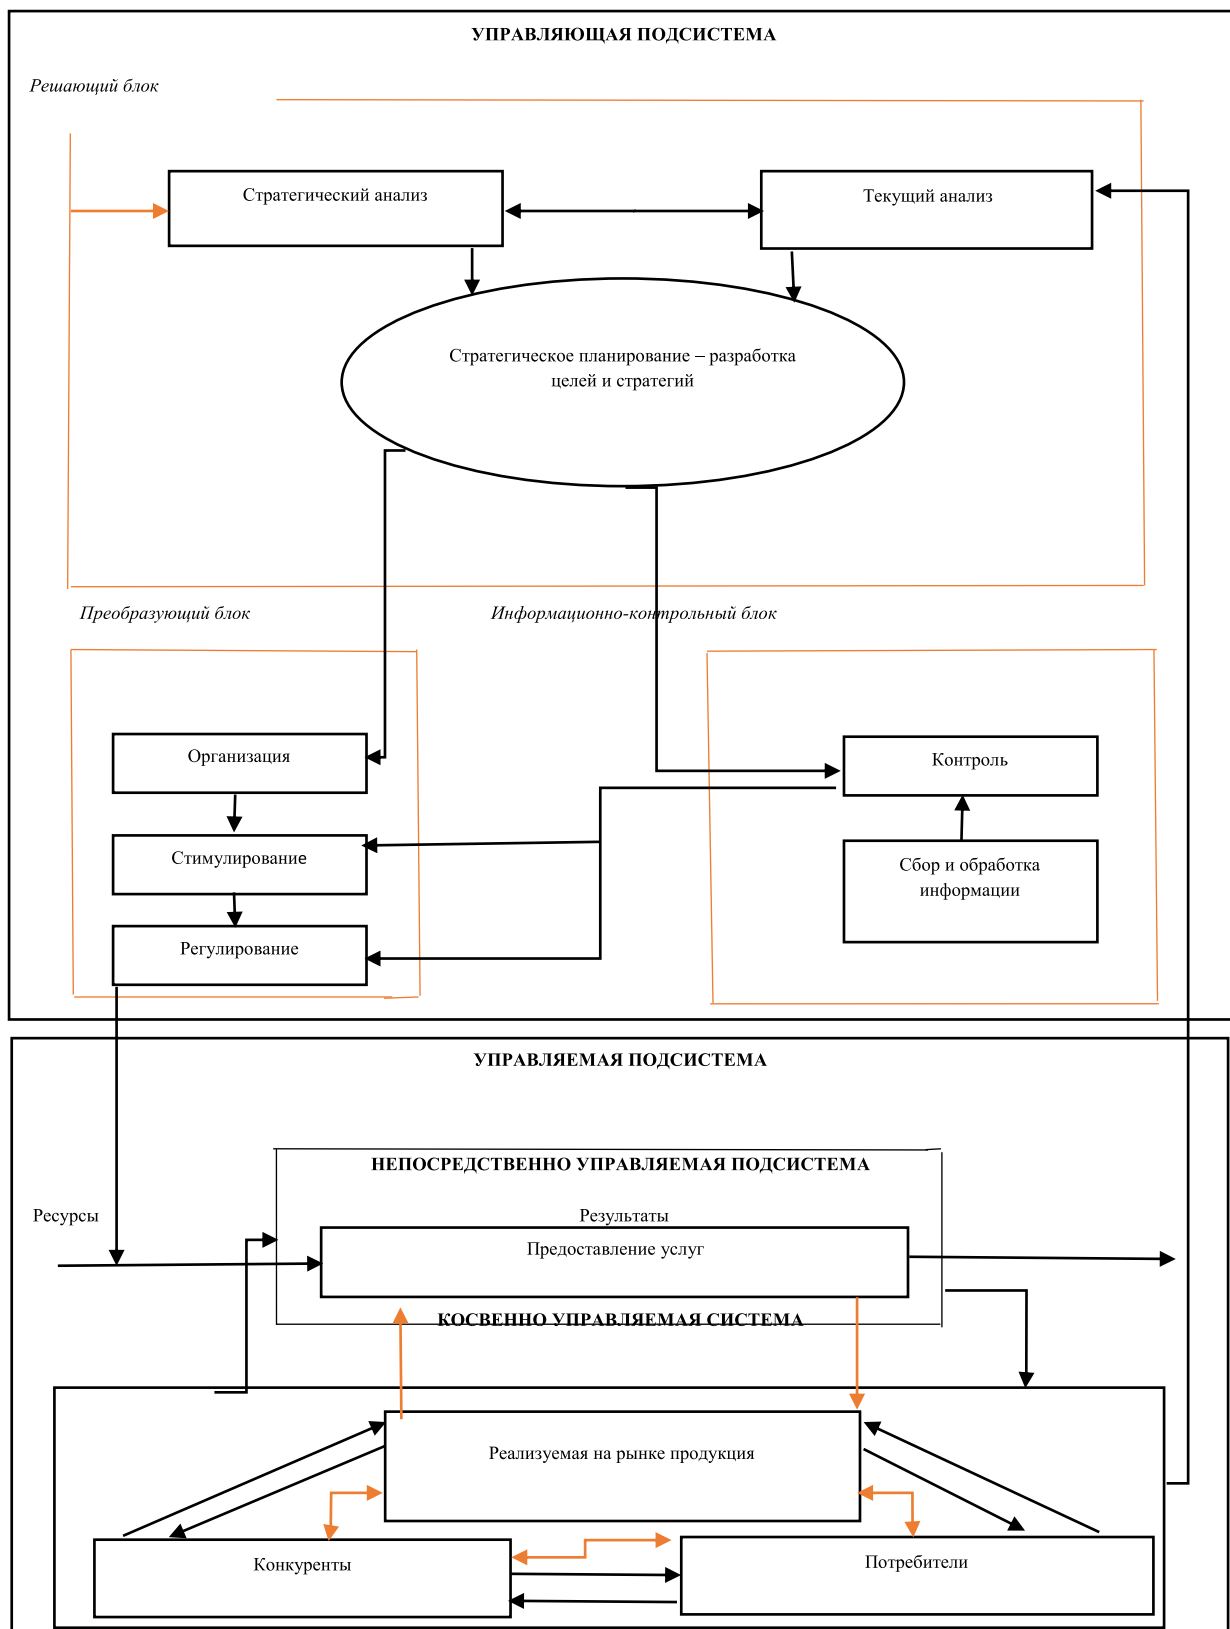 УПРАВЛЯЮЩАЯ ПОДСИСТЕМА
Решающий блок
Стратегический анализ
Текущий анализ
Стратегическое планирование – разработка
целей и стратегий
Преобразующий блок
Информационно-контрольный блок
Организация
Контроль
Стимулирование
Сбор и обработка
информации
Регулирование
УПРАВЛЯЕМАЯ ПОДСИСТЕМА
НЕПОСРЕДСТВЕННО УПРАВЛЯЕМАЯ ПОДСИСТЕМА
Ресурсы
Результаты
Предоставление услуг
КОСВЕННО УПРАВЛЯЕМАЯ СИСТЕМА
Реализуемая на рынке продукция
Конкуренты
Потребители